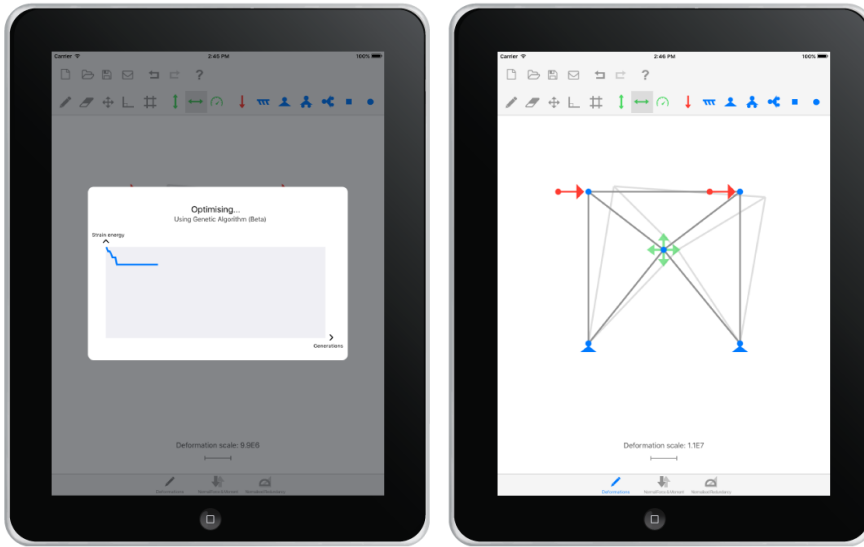 Carrier
2:45 PM
100%
?
Optimising...
Using Genetic Algorithm (Beta)
Strain energy
Generations
Deformation scale: 9.9E6
Deformations
Carrier
2:46 PM
100%
?
Deformation scale: 1.1E7
Deformations